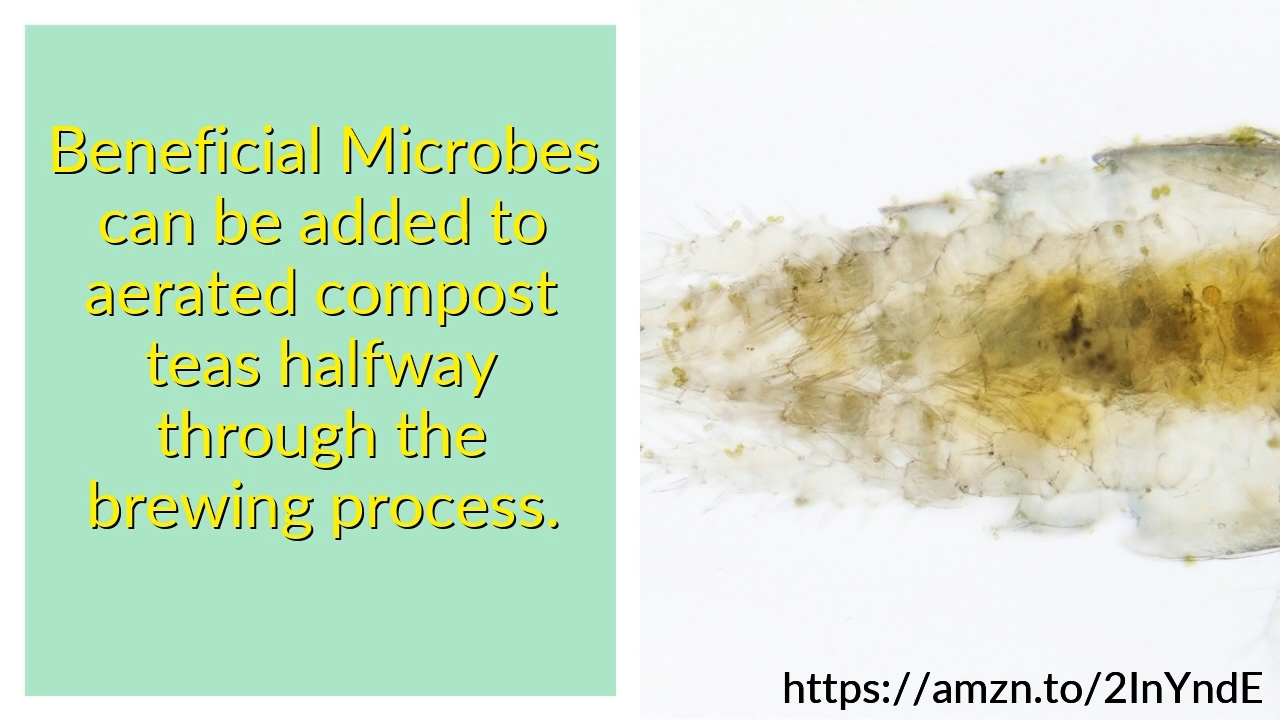 Beneficial Microbes
can be added to
aerated compost
teas halfway
through the
brewing process.
https://amzn.to/2InYndE